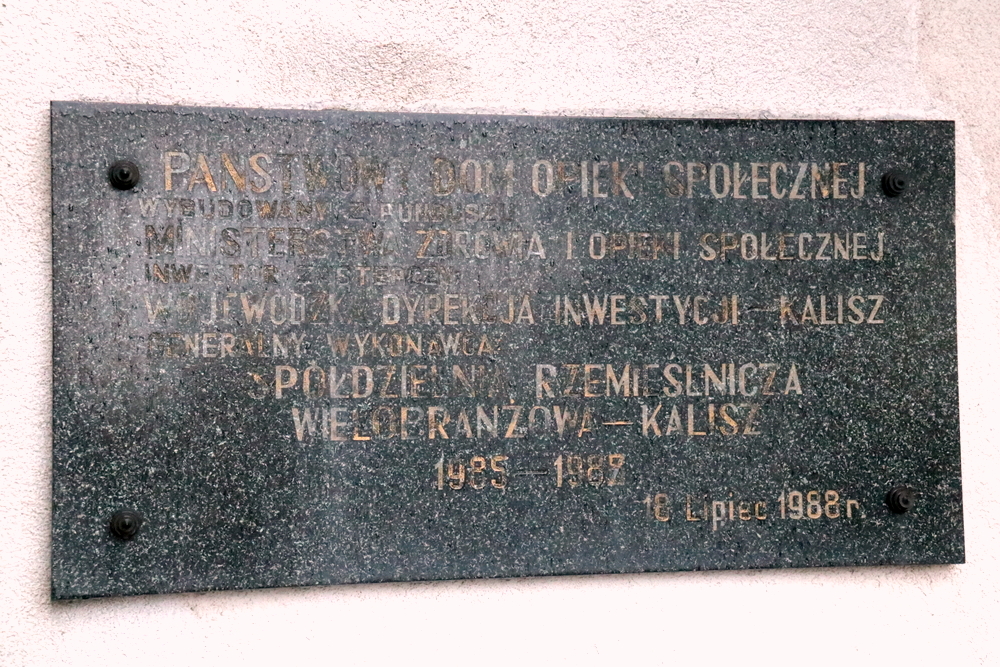 PAŃSTWOWY DOM OPIEKI SPOŁECZNEJ
WYBUDOWANY Z FUNDUSZU
MINISTERSTWA ZDROWIA I OPIEKI SPOŁECZNEJ
INWESTOR ZASTĘPCZY
WOJEWÓDZKA DYREKCJA INWESTYCJI – KALISZ
GENERALNY WYKONAWCA
SPÓŁDZIELNIA RZEMIEŚLNICZA
WIELOBRANŻOWA – KALISZ
1985 – 1987
18 Lipiec 1988 r.